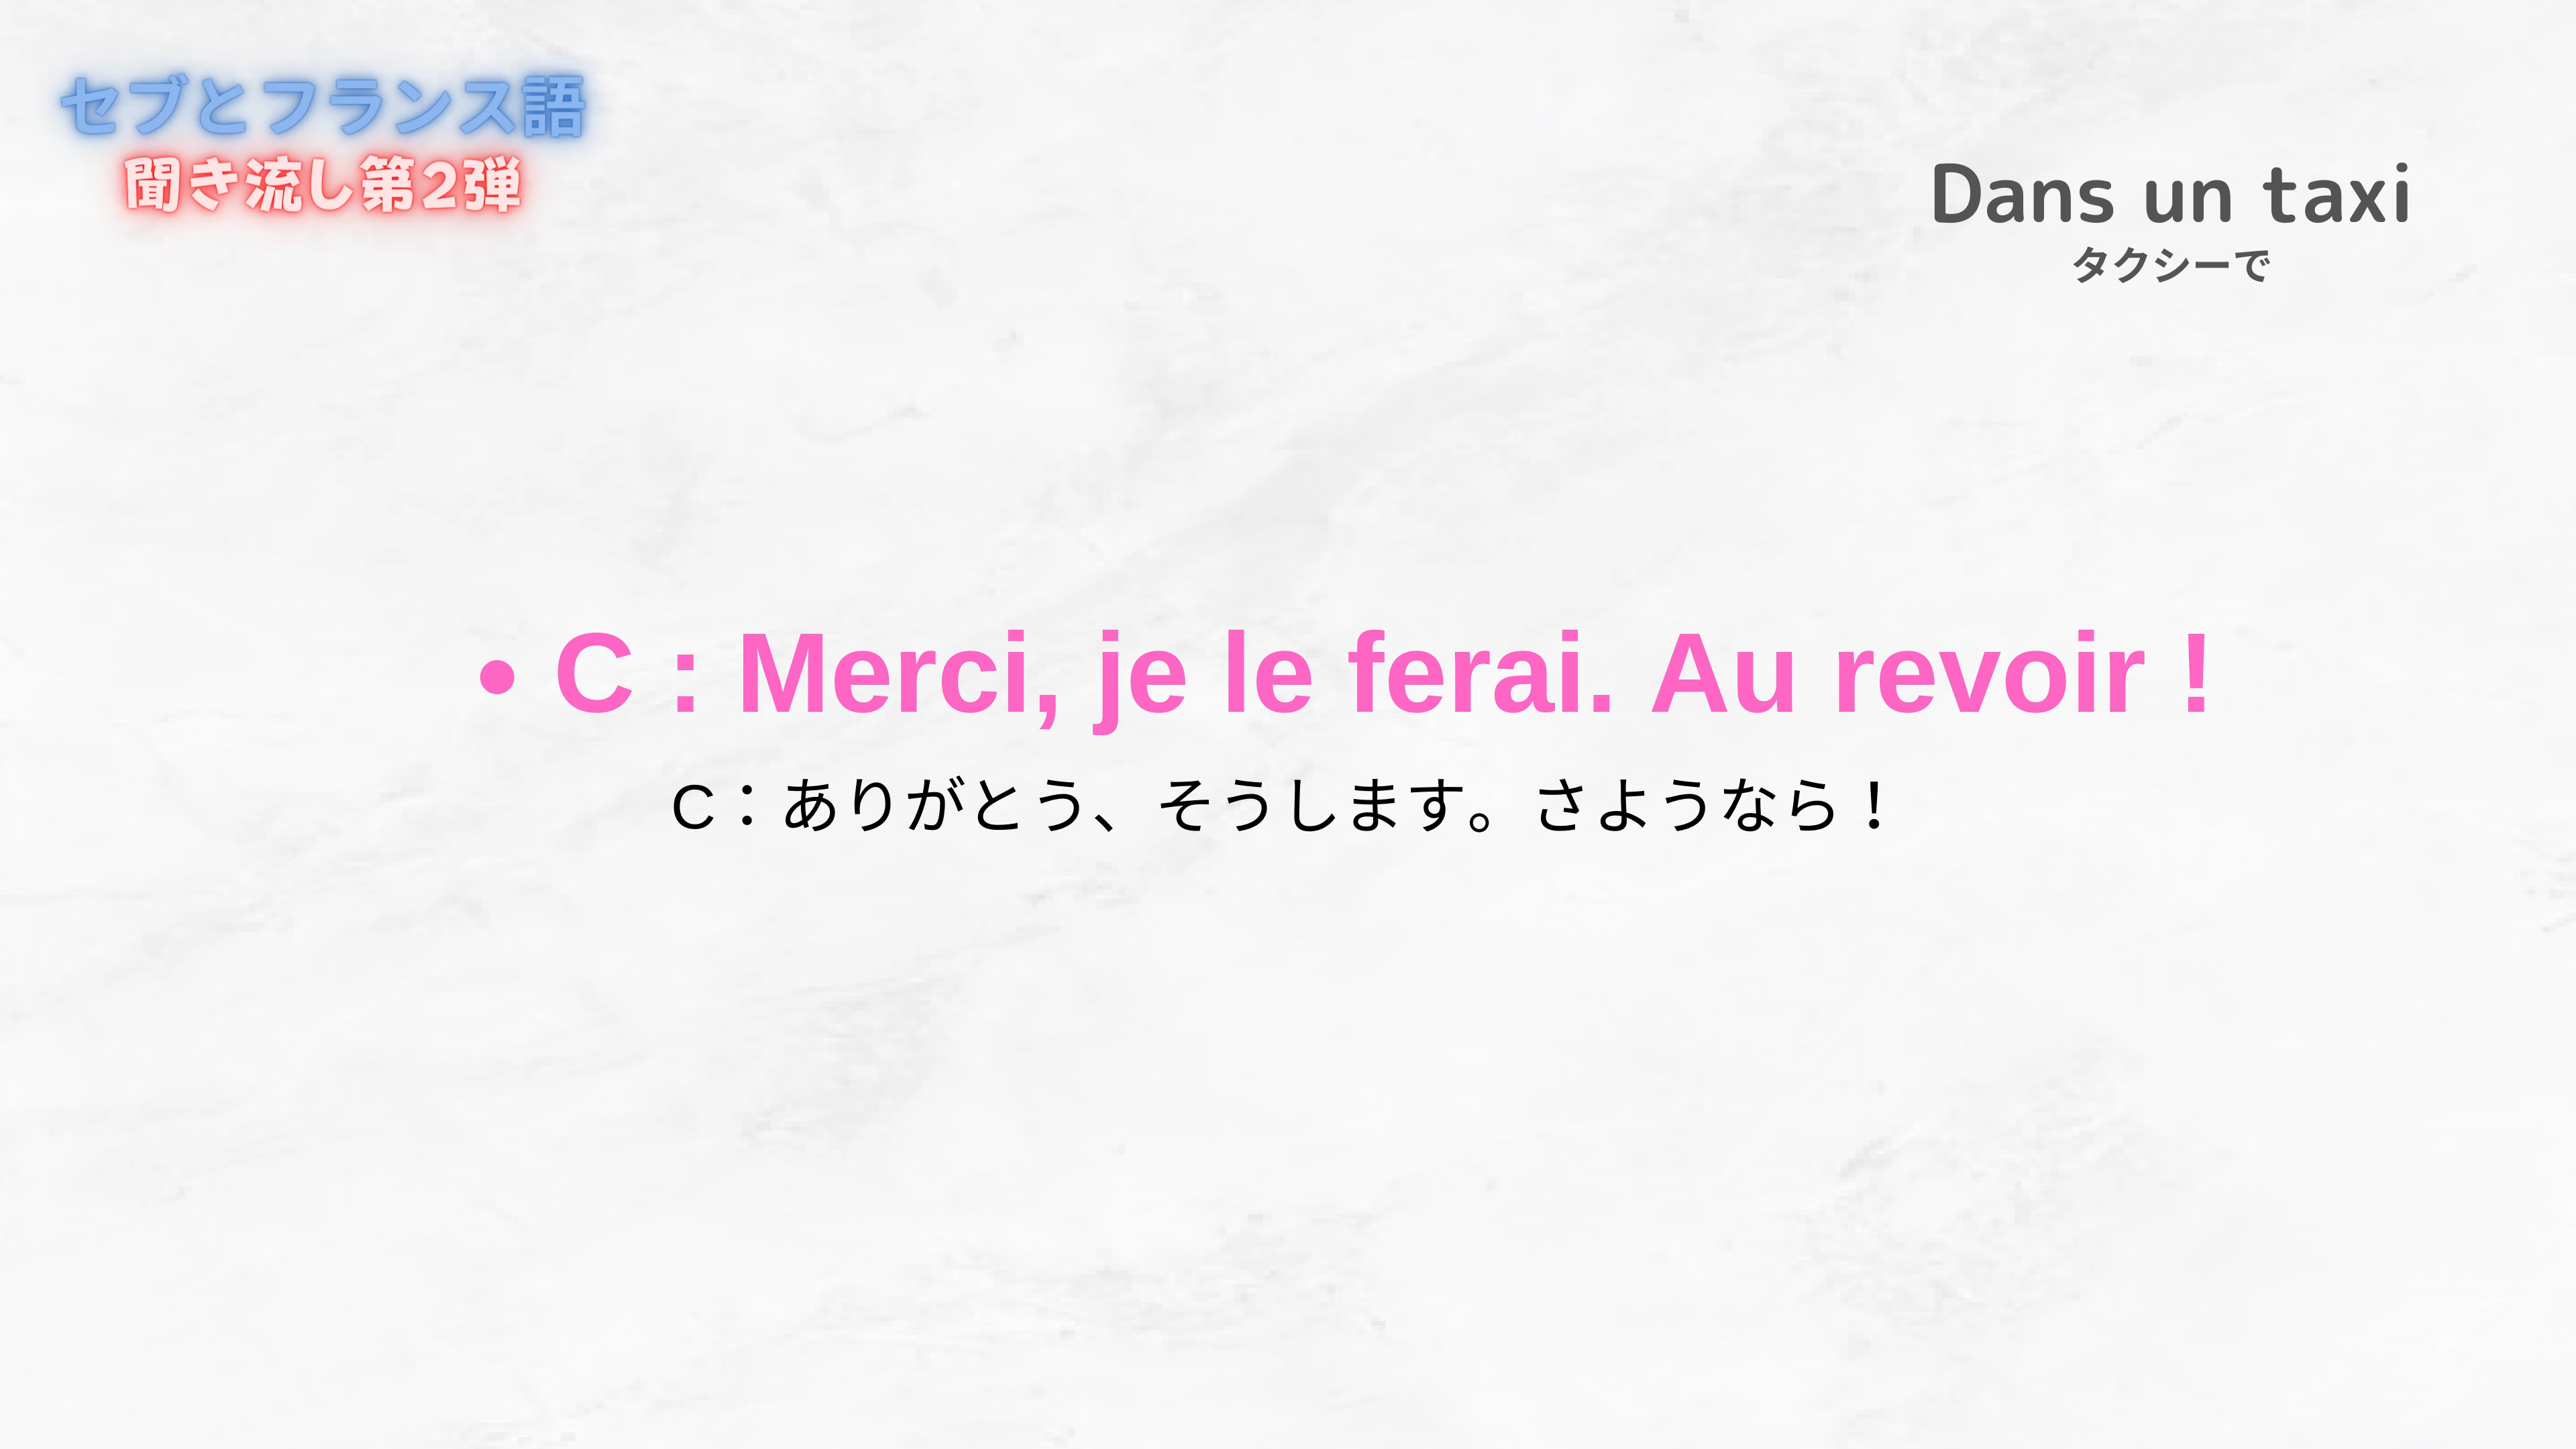 セブとフランス語
聞き流し第2弾
Dans un taxi
タクシーで
• C : Merci, je le ferai. Au revoir !
C：ありがとう、そうします。さようなら！